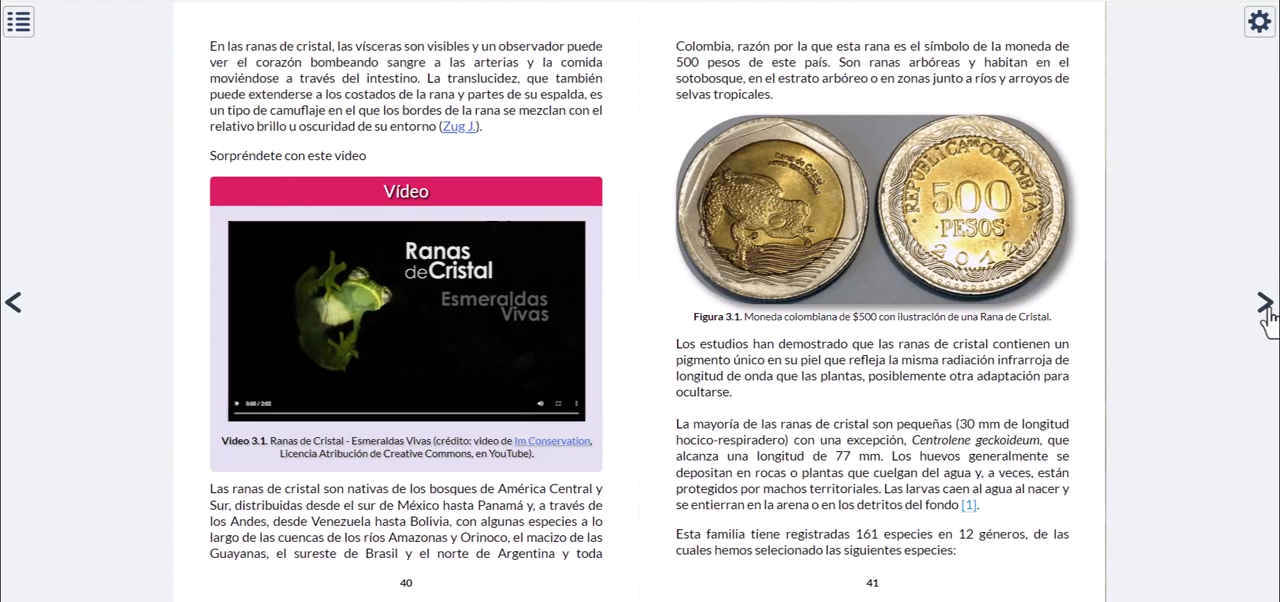 En las ranas de cristal, las vísceras son visibles y un observador puede
ver el corazón bombeando sangre a las arterias y la comida
moviéndose a través del intestino. La translucidez, que también
puede extenderse a los costados de la rana y partes de su espalda, es
un tipo de camuflaje en el que los bordes de la rana se mezclan con el
relativo brillo u oscuridad de su entorno (Zug J.).
Sorpréndete con este video
Vídeo
Ranas
de Cristal
Esmeraldas
Vivas
0:00 / 2:02
Video 3.1. Ranas de Cristal - Esmeraldas Vivas (crédito: video de Im Conservation,
Licencia Atribución de Creative Commons, en YouTube).
Las ranas de cristal son nativas de los bosques de América Central y
Sur, distribuidas desde el sur de México hasta Panamá y, a través de
los Andes, desde Venezuela hasta Bolivia, con algunas especies a lo
largo de las cuencas de los ríos Amazonas y Orinoco, el macizo de las
Guayanas, el sureste de Brasil y el norte de Argentina y toda
40
Colombia, razón por la que esta rana es el símbolo de la moneda de
500 pesos de este país. Son ranas arbóreas y habitan en el
sotobosque, en el estrato arbóreo o en zonas junto a ríos y arroyos de
selvas tropicales.
Rana de Cristal
REPUBLICA DE COLOMBIA
500
PESOS
2012
Figura 3.1. Moneda colombiana de $500 con ilustración de una Rana de Cristal.
Los estudios han demostrado que las ranas de cristal contienen un
pigmento único en su piel que refleja la misma radiación infrarroja de
longitud de onda que las plantas, posiblemente otra adaptación para
ocultarse.
La mayoría de las ranas de cristal son pequeñas (30 mm de longitud
hocico-respiradero) con una excepción, Centrolene geckoideum, que
alcanza una longitud de 77 mm. Los huevos generalmente se
depositan en rocas o plantas que cuelgan del agua y, a veces, están
protegidos por machos territoriales. Las larvas caen al agua al nacer y
se entierran en la arena o en los detritos del fondo [1].
Esta familia tiene registradas 161 especies en 12 géneros, de las
cuales hemos selecionado las siguientes especies:
41